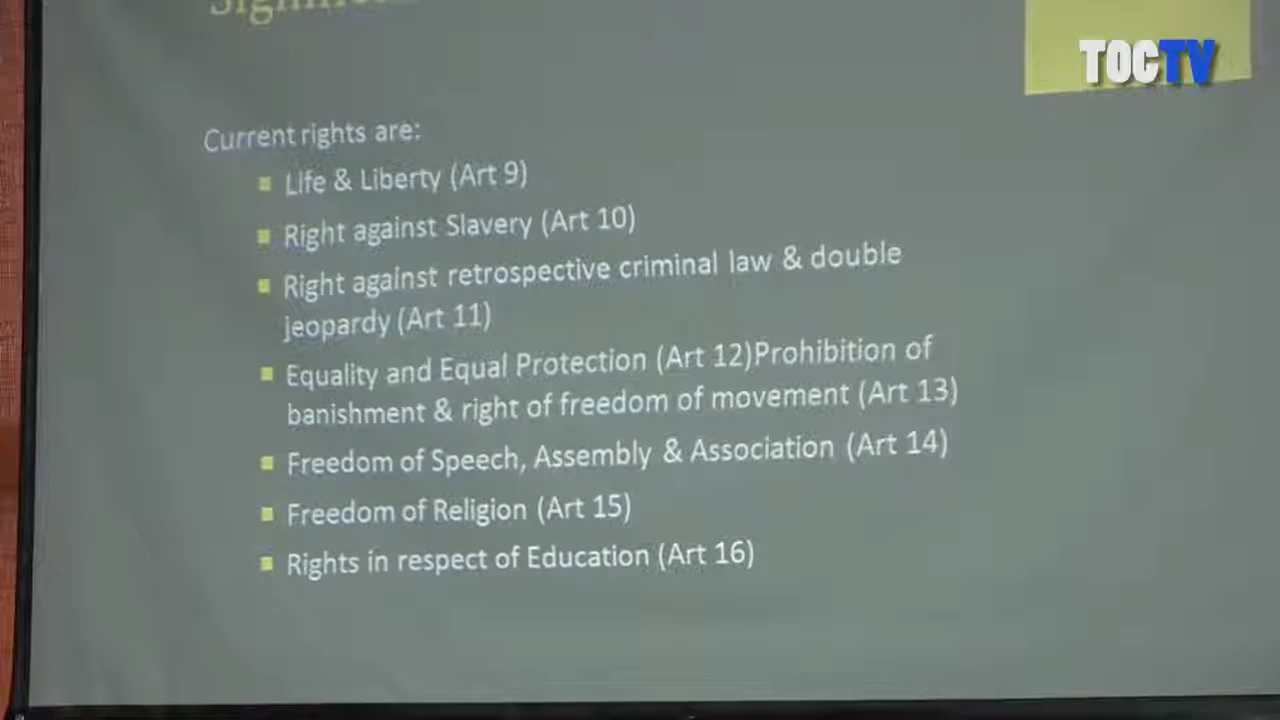 TOCTV
Current rights are:
Life & Liberty (Art 9)
Right against Slavery (Art 10)
Right against retrospective criminal law & double
jeopardy (Art 11)
Equality and Equal Protection (Art 12)Prohibition of
banishment & right of freedom of movement (Art 13)
Freedom of Speech, Assembly & Association (Art 14)
Freedom of Religion (Art 15)
Rights in respect of Education (Art 16)